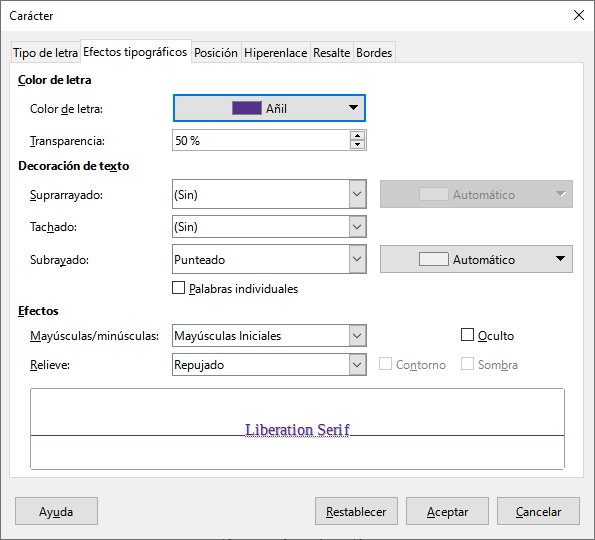 Carácter
Tipo de letra Efectos tipográficos Posición Hiperenlace Resalte Bordes
Color de letra
Color de letra: Añil
Transparencia: 50 %
Decoración de texto
Suprarrayado: (Sin) Automático
Tachado: (Sin)
Subrayado: Punteado Automático
Palabras individuales
Efectos
Mayúsculas/minúsculas: Mayúsculas Iniciales Oculto
Relieve: Repujado Contorno Sombra
Liberation Serif
Ayuda Restablecer Aceptar Cancelar